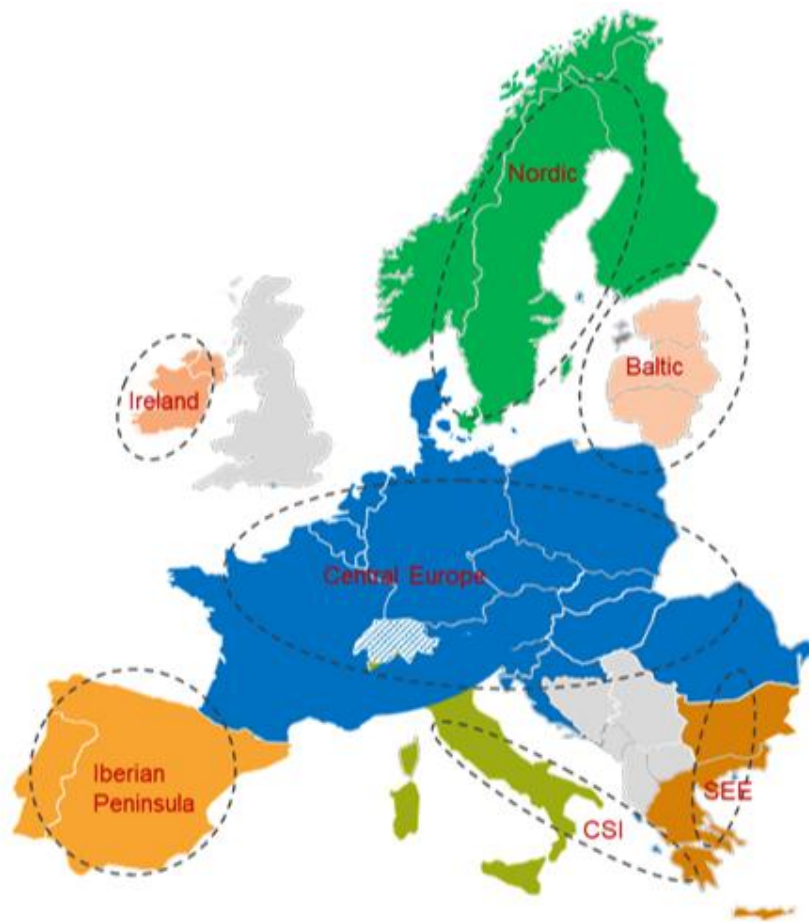 Nordic
Baltic
Ireland
Central Europe
Iberian
Peninsula
SEE
CSI